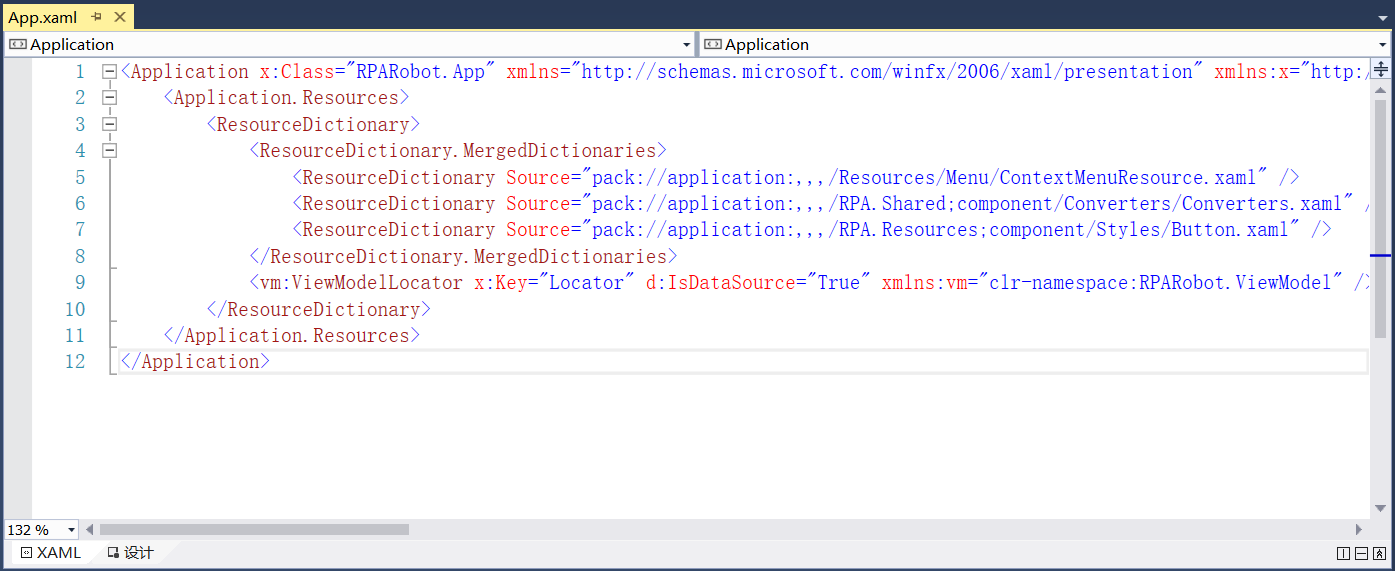 App.xaml
Application Application
1 <Application x:Class="RPARobot.App" xmlns="http://schemas.microsoft.com/winfx/2006/xaml/presentation" xmlns:x="http:/
2 <Application.Resources>
3 <ResourceDictionary>
4 <ResourceDictionary.MergedDictionaries>
5 <ResourceDictionary Source="pack://application:,,,/Resources/Menu/ContextMenuResource.xaml" />
6 <ResourceDictionary Source="pack://application:,,,/RPA.Shared;component/Converters/Converters.xaml" /
7 <ResourceDictionary Source="pack://application:,,,/RPA.Resources;component/Styles/Button.xaml" />
8 </ResourceDictionary.MergedDictionaries>
9 <vm:ViewModelLocator x:Key="Locator" d:IsDataSource="True" xmlns:vm="clr-namespace:RPARobot.ViewModel" />
10 </ResourceDictionary>
11 </Application.Resources>
12 </Application>
132 %
XAML 设计